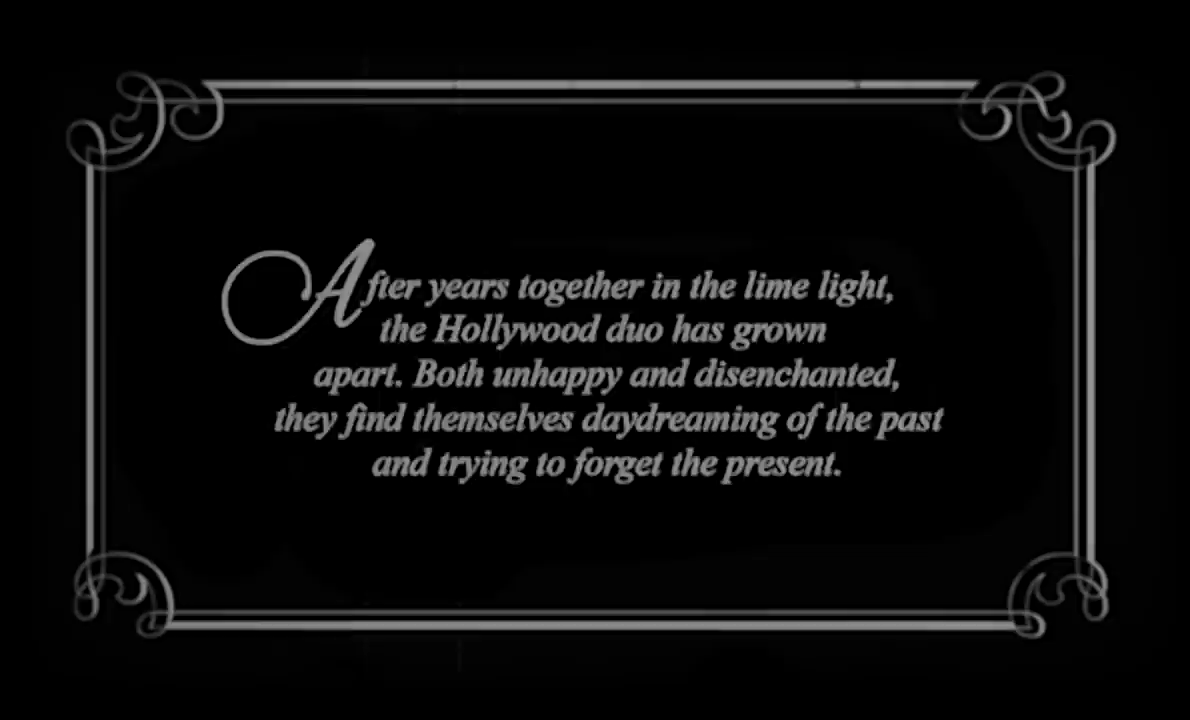 After years together in the lime light,
the Hollywood duo has grown
apart. Both unhappy and disenchanted,
they find themselves daydreaming of the past
and trying to forget the present.